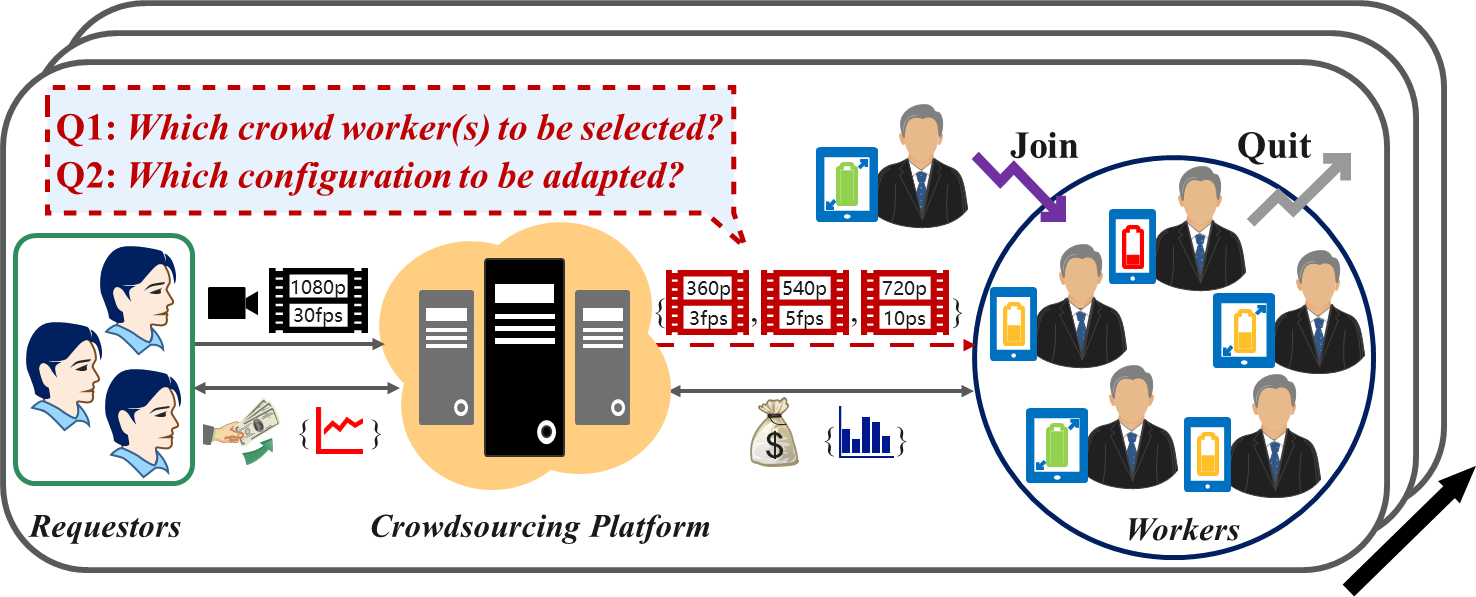 Q1: Which crowd worker(s) to be selected?
Q2: Which configuration to be adapted?
Join
Quit
1080p
30fps
{
360p
3fps
,
540p
5fps
,
720p
10ps
}
{ }
$
{ }
Requestors
Crowdsourcing Platform
Workers